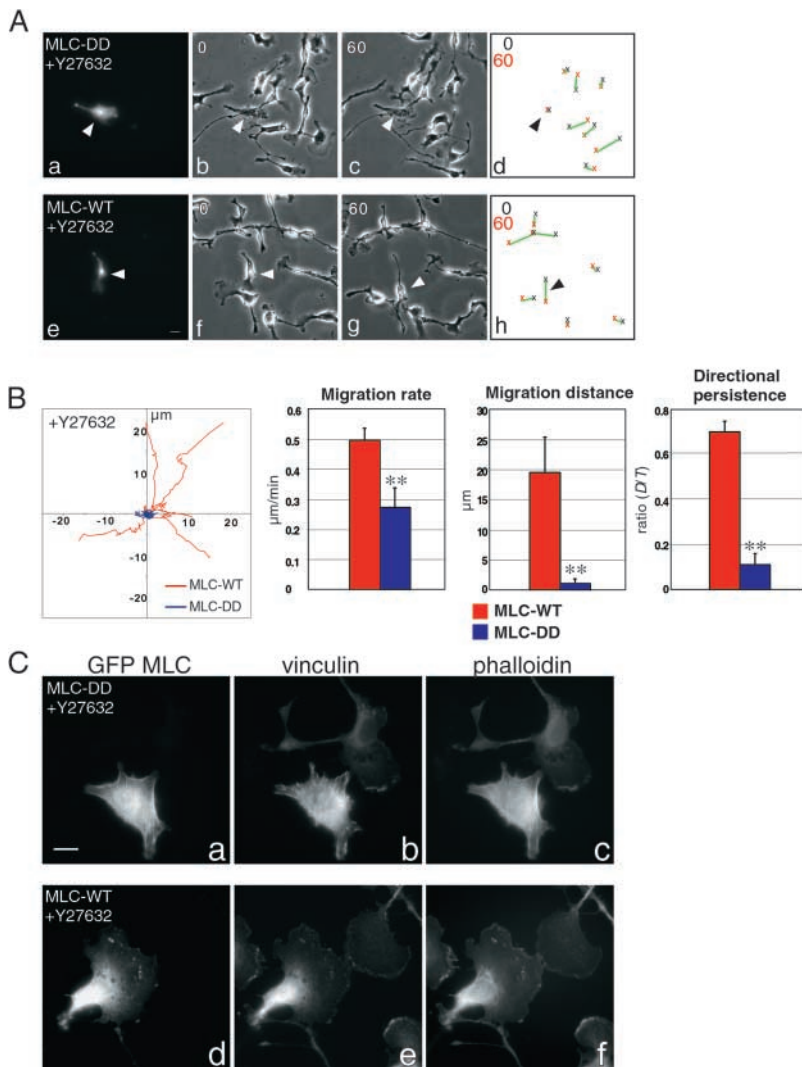 A
MLC-DD
+Y27632
a
0
b
60
c
0
60
d
MLC-WT
+Y27632
e
0
f
60
g
0
60
h
B
+Y27632
µm
20
10
-20
-10
10
20
-10
-20
MLC-WT
MLC-DD
Migration rate
µm/min
0.6
0.5
0.4
0.3
0.2
0.1
0
**
Migration distance
µm
30
25
20
15
10
5
0
**
MLC-WT
MLC-DD
Directional
persistence
ratio (D/T)
0.8
0.6
0.4
0.2
0
**
C
GFP MLC
vinculin
phalloidin
MLC-DD
+Y27632
a
b
c
MLC-WT
+Y27632
d
e
f